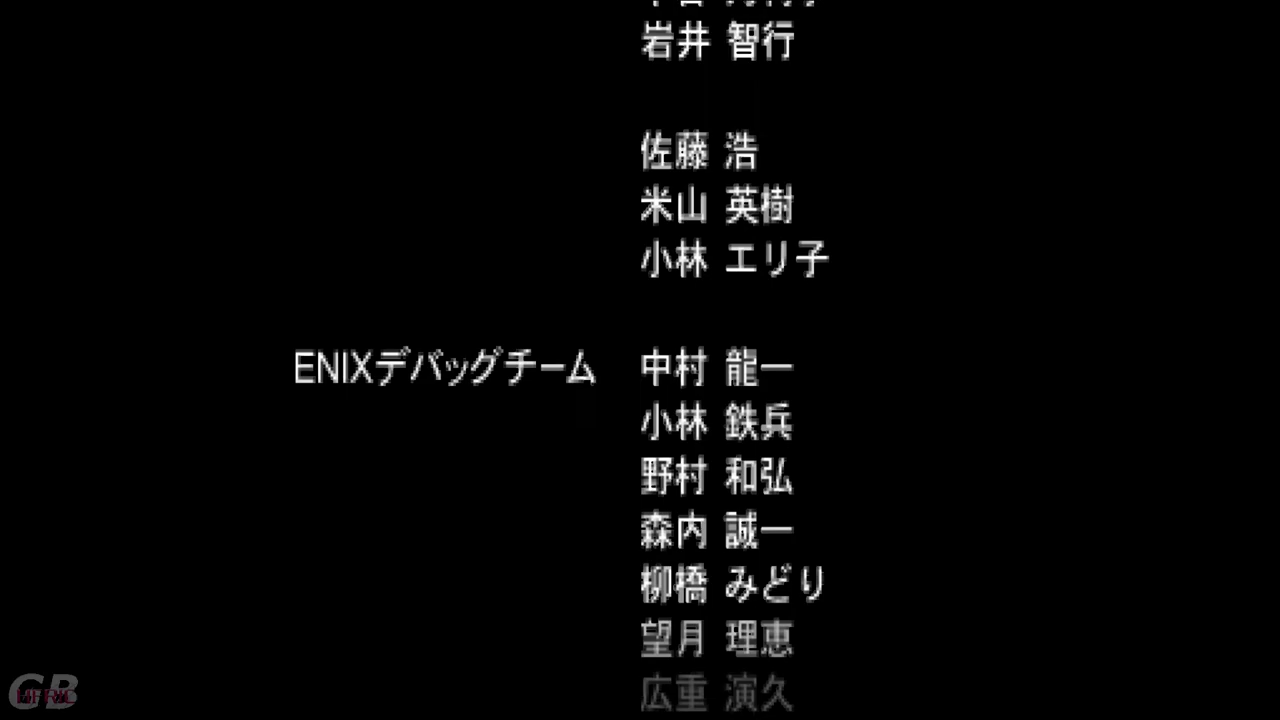 岩井 智行
佐藤 浩
米山 英樹
小林 エリ子
ENIXデバッグチーム 中村 龍一
小林 鉄兵
野村 和弘
森内 誠一
柳橋 みどり
望月 理恵
広重 演久
GB